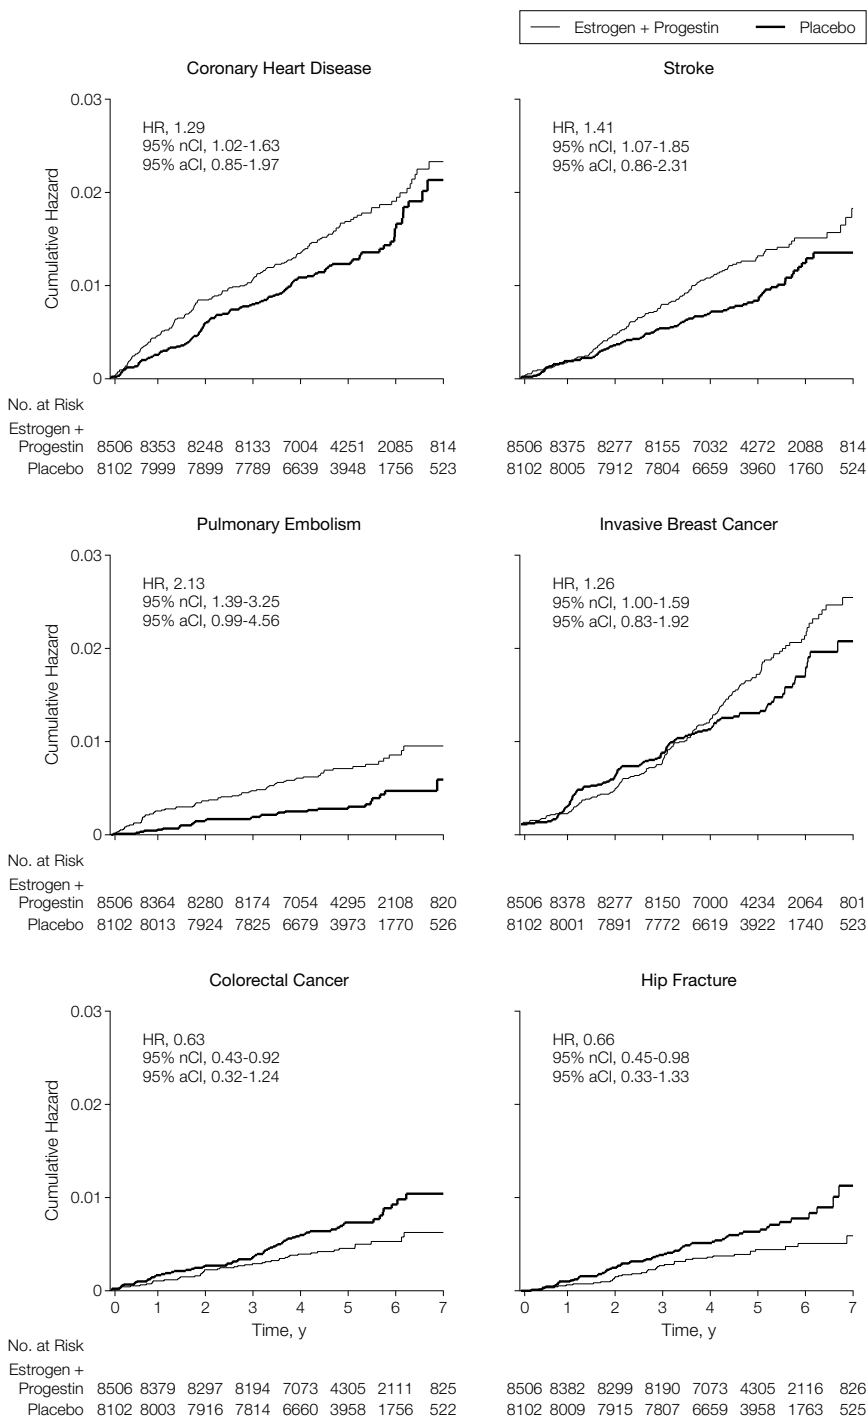 Estrogen + Progestin Placebo
Coronary Heart Disease
0.03
0.02
0.01
0
Cumulative Hazard
HR, 1.29
95% nCI, 1.02-1.63
95% aCI, 0.85-1.97
No. at Risk
Estrogen +
Progestin 8506 8353 8248 8133 7004 4251 2085 814
Placebo 8102 7999 7899 7789 6639 3948 1756 523
Stroke
HR, 1.41
95% nCI, 1.07-1.85
95% aCI, 0.86-2.31
8506 8375 8277 8155 7032 4272 2088 814
8102 8005 7912 7804 6659 3960 1760 524
Pulmonary Embolism
0.03
0.02
0.01
0
Cumulative Hazard
HR, 2.13
95% nCI, 1.39-3.25
95% aCI, 0.99-4.56
No. at Risk
Estrogen +
Progestin 8506 8364 8280 8174 7054 4295 2108 820
Placebo 8102 8013 7924 7825 6679 3973 1770 526
Invasive Breast Cancer
HR, 1.26
95% nCI, 1.00-1.59
95% aCI, 0.83-1.92
8506 8378 8277 8150 7000 4234 2064 801
8102 8001 7891 7772 6619 3922 1740 523
Colorectal Cancer
0.03
0.02
0.01
0
Cumulative Hazard
HR, 0.63
95% nCI, 0.43-0.92
95% aCI, 0.32-1.24
0 1 2 3 4 5 6 7
Time, y
No. at Risk
Estrogen +
Progestin 8506 8379 8297 8194 7073 4305 2111 825
Placebo 8102 8003 7916 7814 6660 3958 1756 522
Hip Fracture
HR, 0.66
95% nCI, 0.45-0.98
95% aCI, 0.33-1.33
0 1 2 3 4 5 6 7
Time, y
8506 8382 8299 8190 7073 4305 2116 826
8102 8009 7915 7807 6659 3958 1763 525